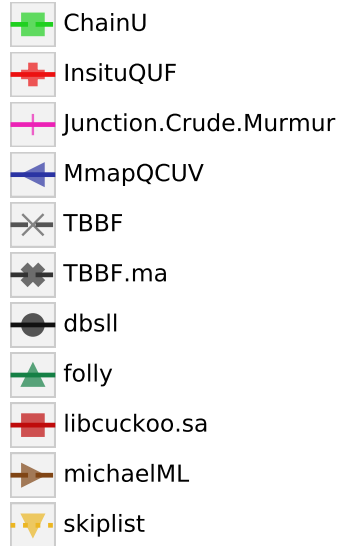 ChainU
InsituQUF
Junction.Crude.Murmur
MmapQCUV
TBBF
TBBF.ma
dbsll
folly
libcuckoo.sa
michaelML
skiplist